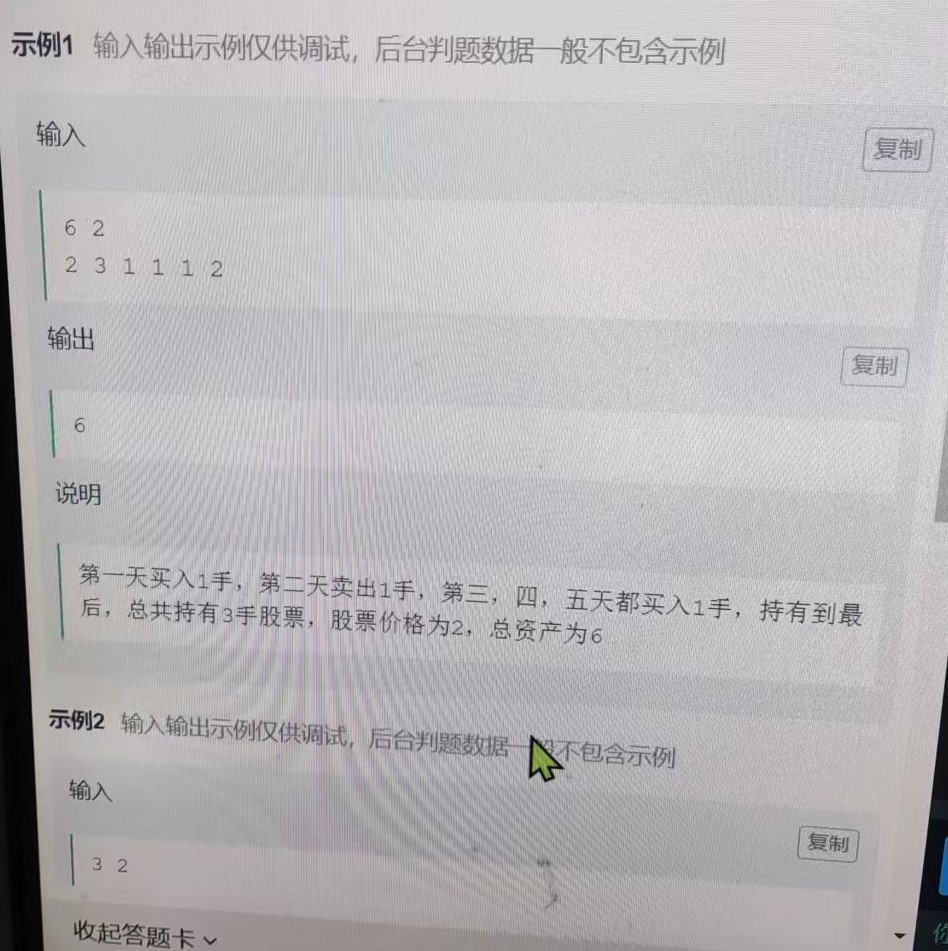 示例1 输入输出示例仅供调试，后台判题数据一般不包含示例
输入
复制
6 2
2 3 1 1 1 2
输出
复制
6
说明
第一天买入1手，第二天卖出1手，第三，四，五天都买入1手，持有到最
后，总共持有3手股票，股票价格为2，总资产为6
示例2 输入输出示例仅供调试，后台判题数据一般不包含示例
输入
复制
3 2
收起答题卡